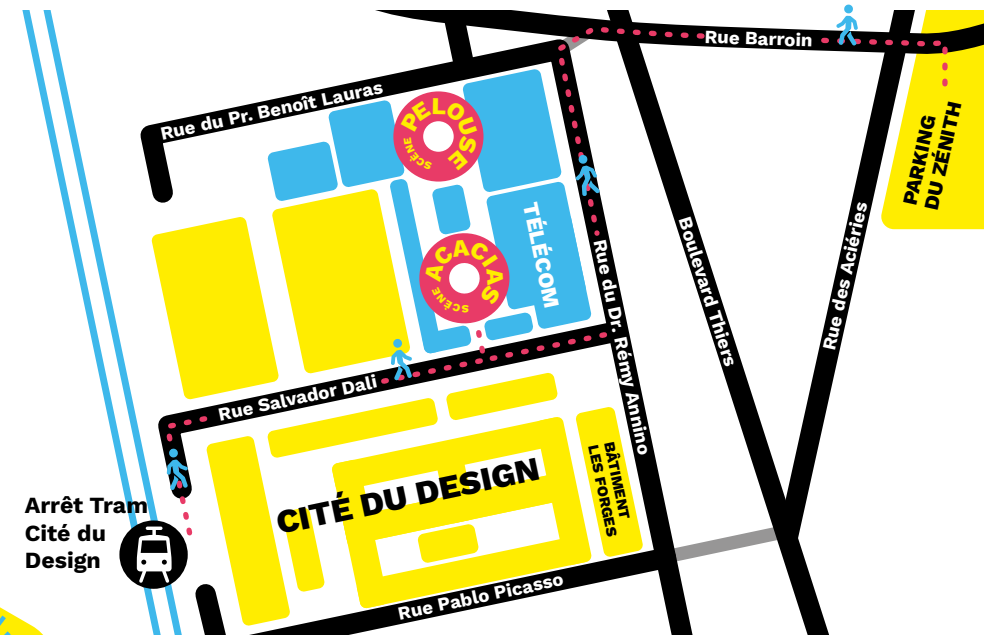 Rue Barroin
Rue du Pr. Benoît Lauras
SCÈNE PELOUSE
PARKING
DU ZÉNITH
TÉLÉCOM
SCÈNE ACACIAS
Rue du Dr. Rémy Annino
Boulevard Thiers
Rue des Aciéries
Rue Salvador Dali
CITÉ DU DESIGN
BÂTIMENT
LES FORGES
Arrêt Tram
Cité du
Design
Rue Pablo Picasso